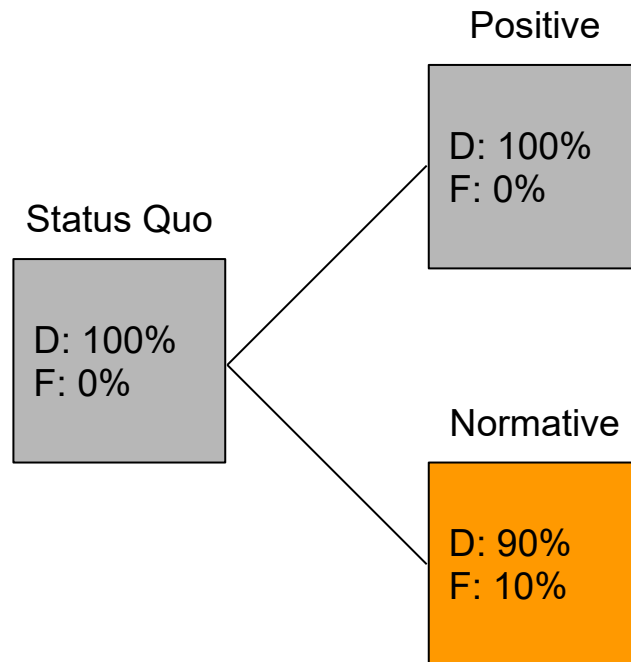 Positive
D: 100%
F: 0%
Status Quo
D: 100%
F: 0%
Normative
D: 90%
F: 10%